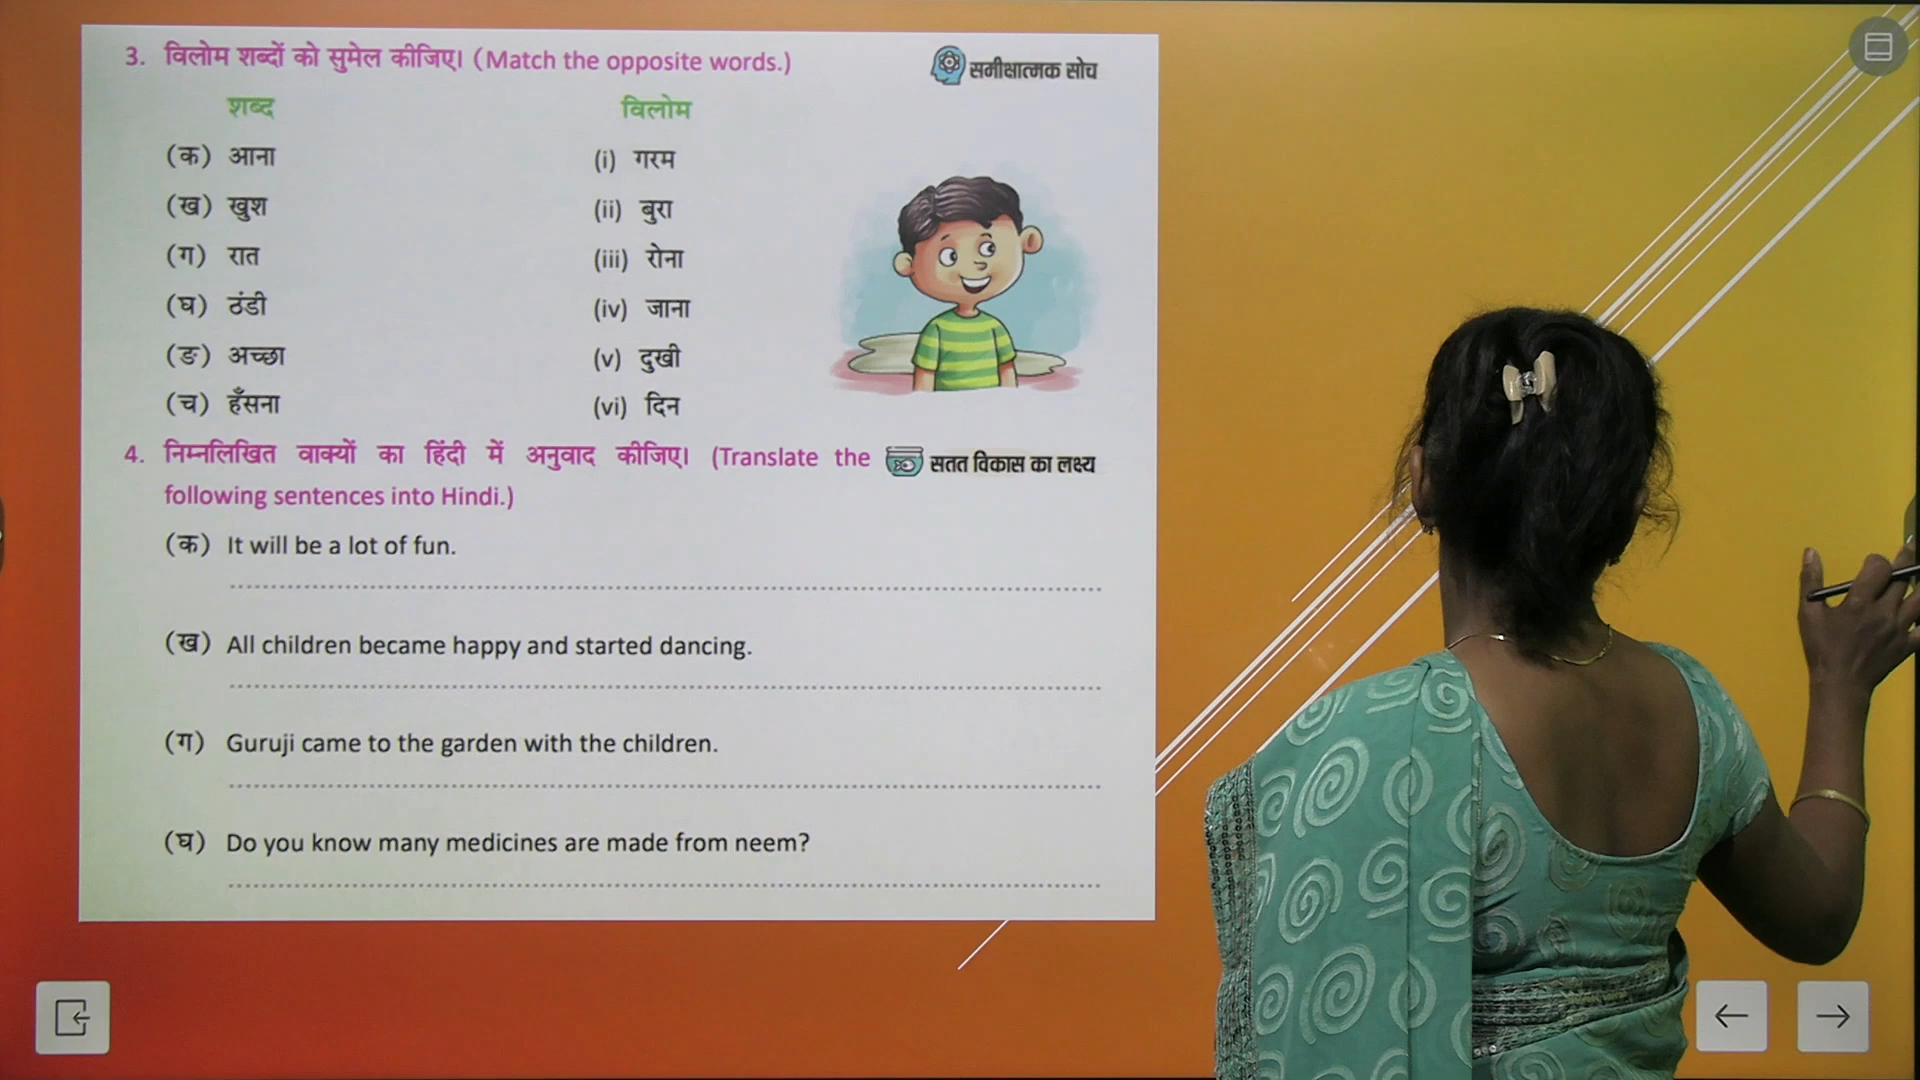 3. विलोम शब्दों को सुमेल कीजिए। (Match the opposite words.)
समीक्षात्मक सोच
शब्द विलोम
(क) आना (i) गरम
(ख) खुश (ii) बुरा
(ग) रात (iii) रोना
(घ) ठंडी (iv) जाना
(ङ) अच्छा (v) दुखी
(च) हँसना (vi) दिन
4. निम्नलिखित वाक्यों का हिंदी में अनुवाद कीजिए। (Translate the
सतत विकास का लक्ष्य
following sentences into Hindi.)
(क) It will be a lot of fun.
(ख) All children became happy and started dancing.
(ग) Guruji came to the garden with the children.
(घ) Do you know many medicines are made from neem?